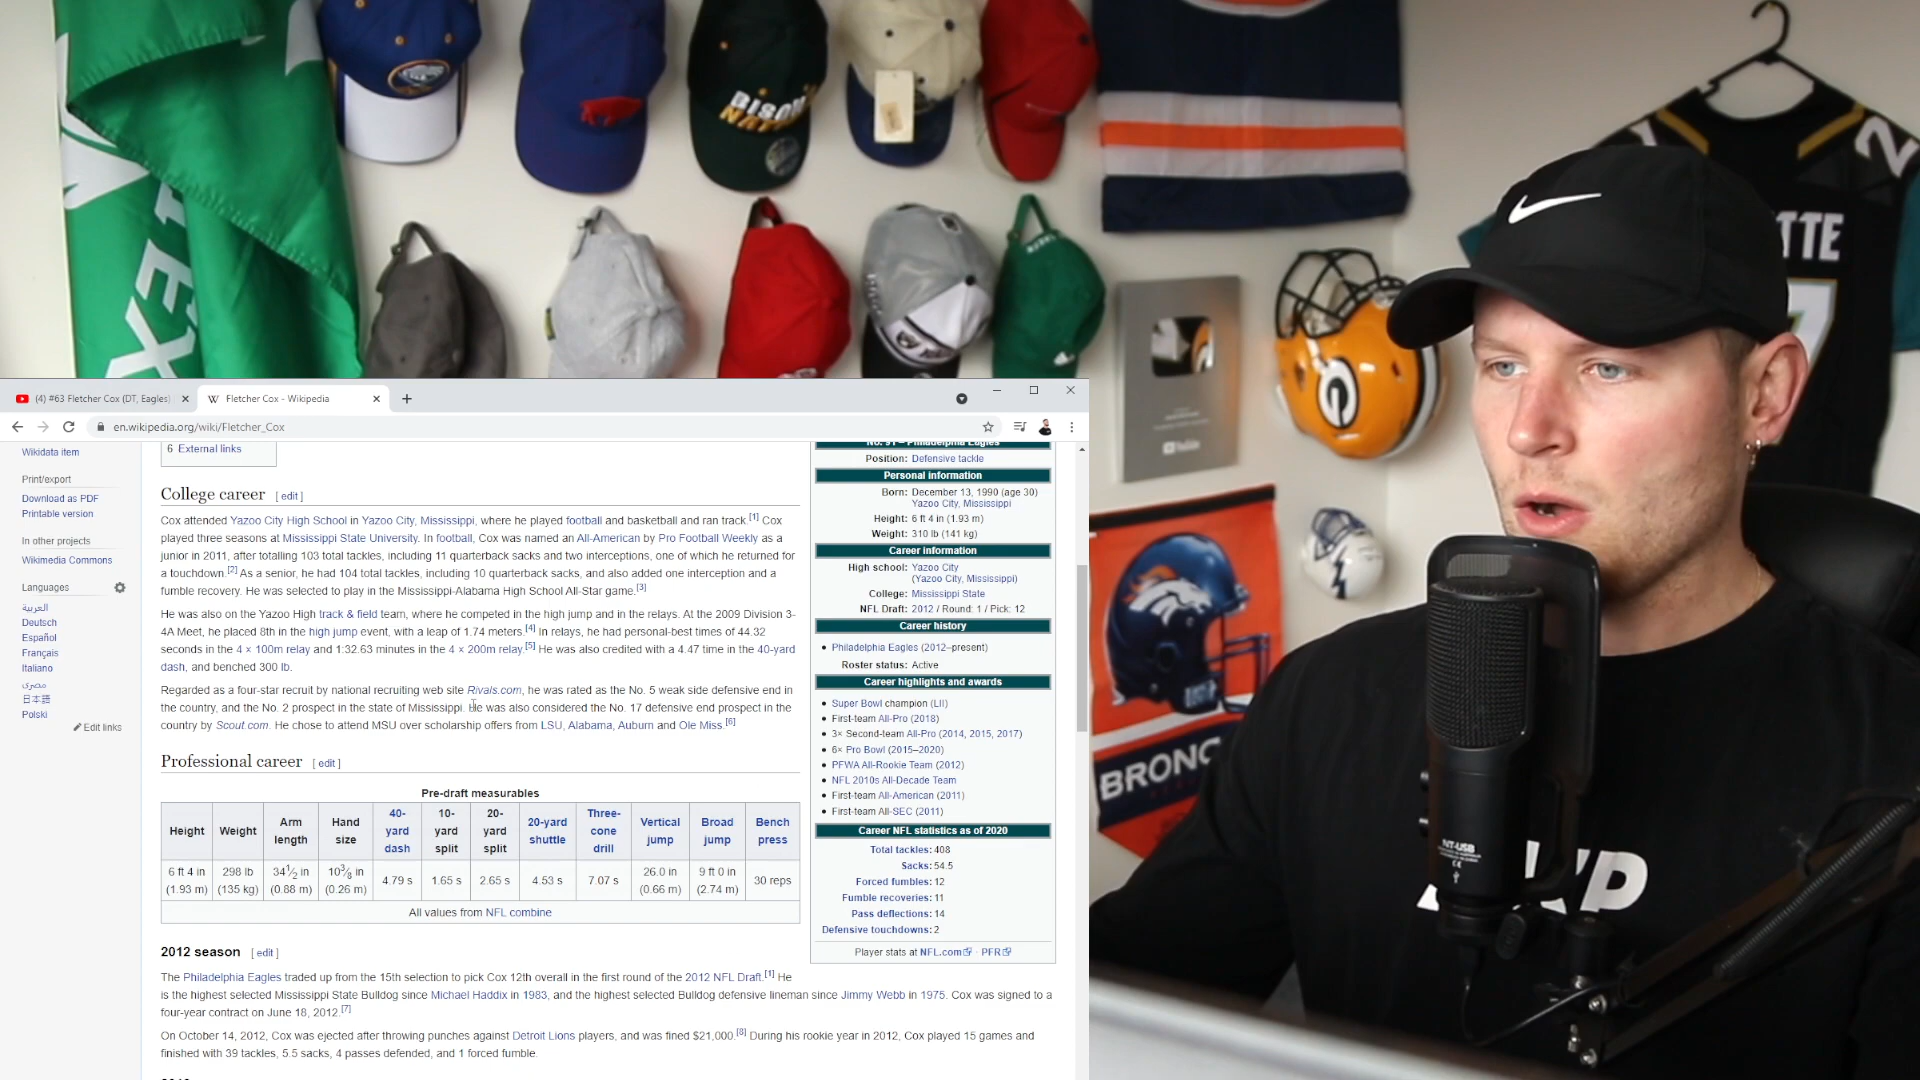 BISON
NATION
TTE
2
7
G
YouTube
BRONC
NT-USB
(4) #63 Fletcher Cox (DT, Eagles)
Fletcher Cox - Wikipedia
en.wikipedia.org/wiki/Fletcher_Cox
Wikidata item
Print/export
Download as PDF
Printable version
In other projects
Wikimedia Commons
Languages
العربية
Deutsch
Español
Français
Italiano
مصرى
日本語
Polski
Edit links
6 External links
College career [ edit ]
Cox attended Yazoo City High School in Yazoo City, Mississippi, where he played football and basketball and ran track.[1] Cox
played three seasons at Mississippi State University. In football, Cox was named an All-American by Pro Football Weekly as a
junior in 2011, after totalling 103 total tackles, including 11 quarterback sacks and two interceptions, one of which he returned for
a touchdown.[2] As a senior, he had 104 total tackles, including 10 quarterback sacks, and also added one interception and a
fumble recovery. He was selected to play in the Mississippi-Alabama High School All-Star game.[3]
He was also on the Yazoo High track & field team, where he competed in the high jump and in the relays. At the 2009 Division 3-
4A Meet, he placed 8th in the high jump event, with a leap of 1.74 meters.[4] In relays, he had personal-best times of 44.32
seconds in the 4 × 100m relay and 1:32.63 minutes in the 4 × 200m relay.[5] He was also credited with a 4.47 time in the 40-yard
dash, and benched 300 lb.
Regarded as a four-star recruit by national recruiting web site Rivals.com, he was rated as the No. 5 weak side defensive end in
the country, and the No. 2 prospect in the state of Mississippi. He was also considered the No. 17 defensive end prospect in the
country by Scout.com. He chose to attend MSU over scholarship offers from LSU, Alabama, Auburn and Ole Miss.[6]
Professional career [ edit ]
Pre-draft measurables
Height Weight Arm length Hand size 40-yard dash 10-yard split 20-yard split 20-yard shuttle Three-cone drill Vertical jump Broad jump Bench press
6 ft 4 in (1.93 m) 298 lb (135 kg) 34 1⁄2 in (0.88 m) 10 3⁄8 in (0.26 m) 4.79 s 1.65 s 2.65 s 4.53 s 7.07 s 26.0 in (0.66 m) 9 ft 0 in (2.74 m) 30 reps
All values from NFL combine
2012 season [ edit ]
The Philadelphia Eagles traded up from the 15th selection to pick Cox 12th overall in the first round of the 2012 NFL Draft.[1] He
is the highest selected Mississippi State Bulldog since Michael Haddix in 1983, and the highest selected Bulldog defensive lineman since Jimmy Webb in 1975. Cox was signed to a
four-year contract on June 18, 2012.[7]
On October 14, 2012, Cox was ejected after throwing punches against Detroit Lions players, and was fined $21,000.[8] During his rookie year in 2012, Cox played 15 games and
finished with 39 tackles, 5.5 sacks, 4 passes defended, and 1 forced fumble.
No. 91 – Philadelphia Eagles
Position: Defensive tackle
Personal information
Born: December 13, 1990 (age 30)
Yazoo City, Mississippi
Height: 6 ft 4 in (1.93 m)
Weight: 310 lb (141 kg)
Career information
High school: Yazoo City
(Yazoo City, Mississippi)
College: Mississippi State
NFL Draft: 2012 / Round: 1 / Pick: 12
Career history
Philadelphia Eagles (2012–present)
Roster status: Active
Career highlights and awards
Super Bowl champion (LII)
First-team All-Pro (2018)
3× Second-team All-Pro (2014, 2015, 2017)
6× Pro Bowl (2015–2020)
PFWA All-Rookie Team (2012)
NFL 2010s All-Decade Team
First-team All-American (2011)
First-team All-SEC (2011)
Career NFL statistics as of 2020
Total tackles: 408
Sacks: 54.5
Forced fumbles: 12
Fumble recoveries: 11
Pass deflections: 14
Defensive touchdowns: 2
Player stats at NFL.com · PFR